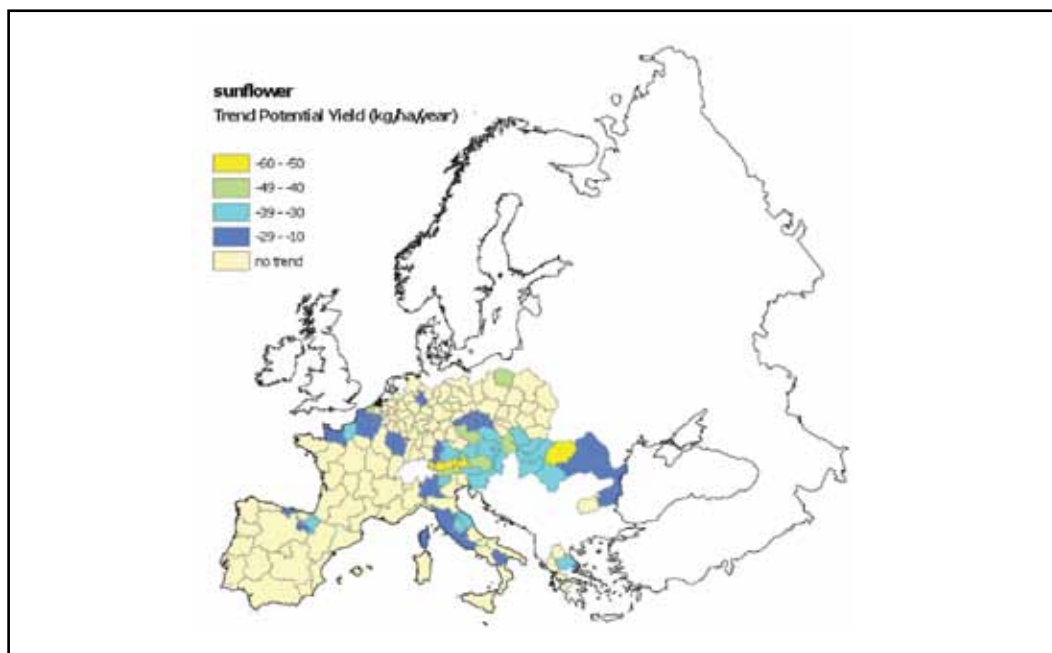 sunflower
Trend Potential Yield (kg/ha/year)
-60 - -50
-49 - -40
-39 - -30
-29 - -10
no trend